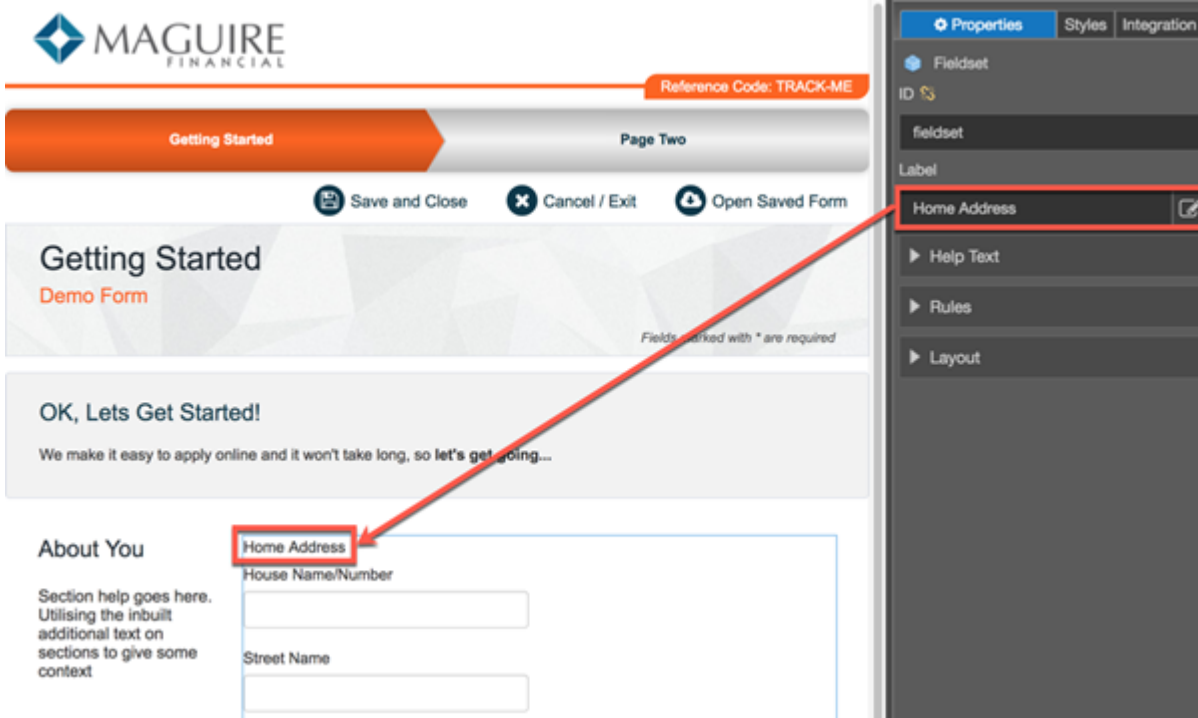 MAGUIRE
FINANCIAL
Reference Code: TRACK-ME
Getting Started
Page Two
Save and Close
Cancel / Exit
Open Saved Form
Getting Started
Demo Form
Fields marked with * are required
OK, Lets Get Started!
We make it easy to apply online and it won't take long, so let's get going...
About You
Section help goes here.
Utilising the inbuilt
additional text on
sections to give some
context
Home Address
House Name/Number
Street Name
Properties
Styles
Integration
Fieldset
ID
fieldset
Label
Home Address
Help Text
Rules
Layout